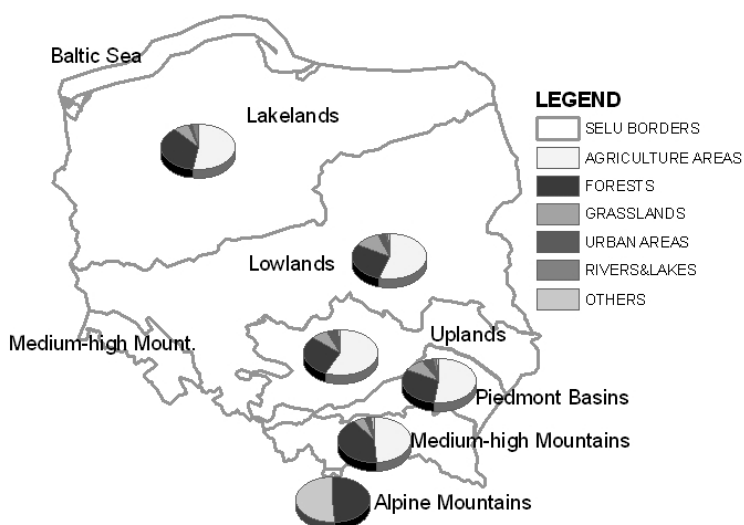 Baltic Sea
Lakelands
Lowlands
Medium-high Mount.
Uplands
Piedmont Basins
Medium-high Mountains
Alpine Mountains
LEGEND
SELU BORDERS
AGRICULTURE AREAS
FORESTS
GRASSLANDS
URBAN AREAS
RIVERS&LAKES
OTHERS